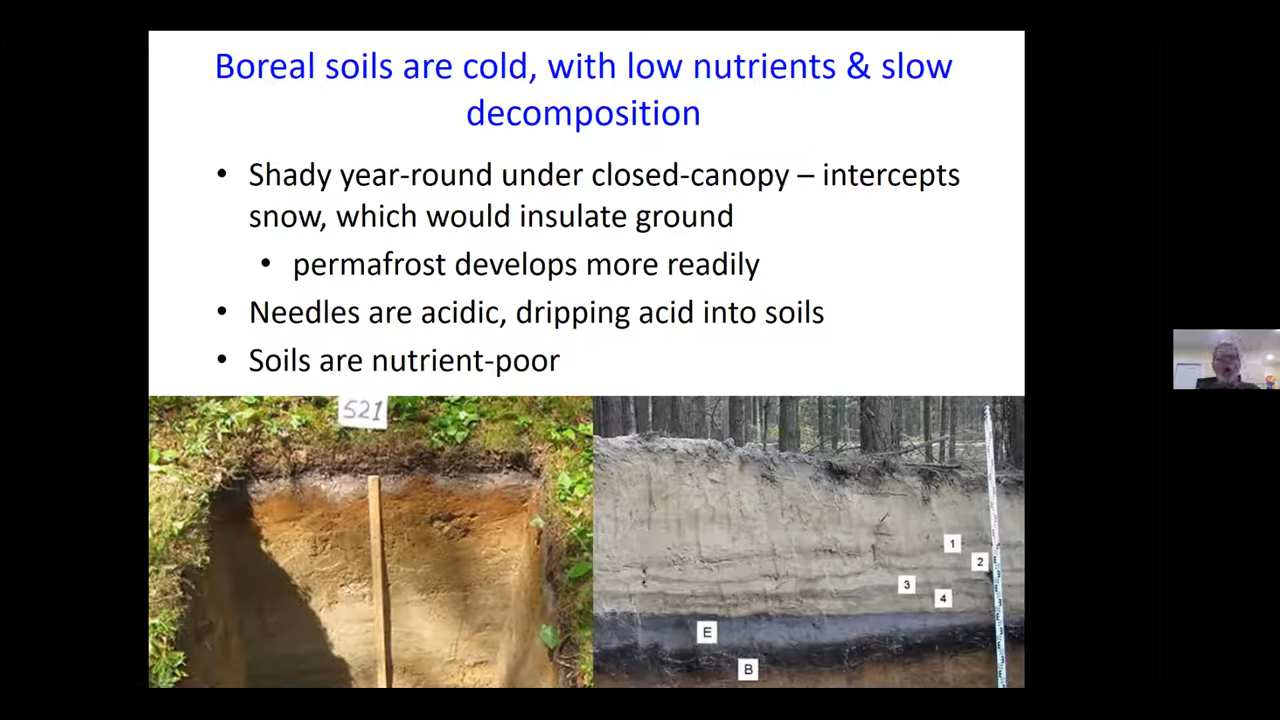 Boreal soils are cold, with low nutrients & slow
decomposition
• Shady year-round under closed-canopy – intercepts
snow, which would insulate ground
• permafrost develops more readily
• Needles are acidic, dripping acid into soils
• Soils are nutrient-poor
521
1
2
3
4
E
B